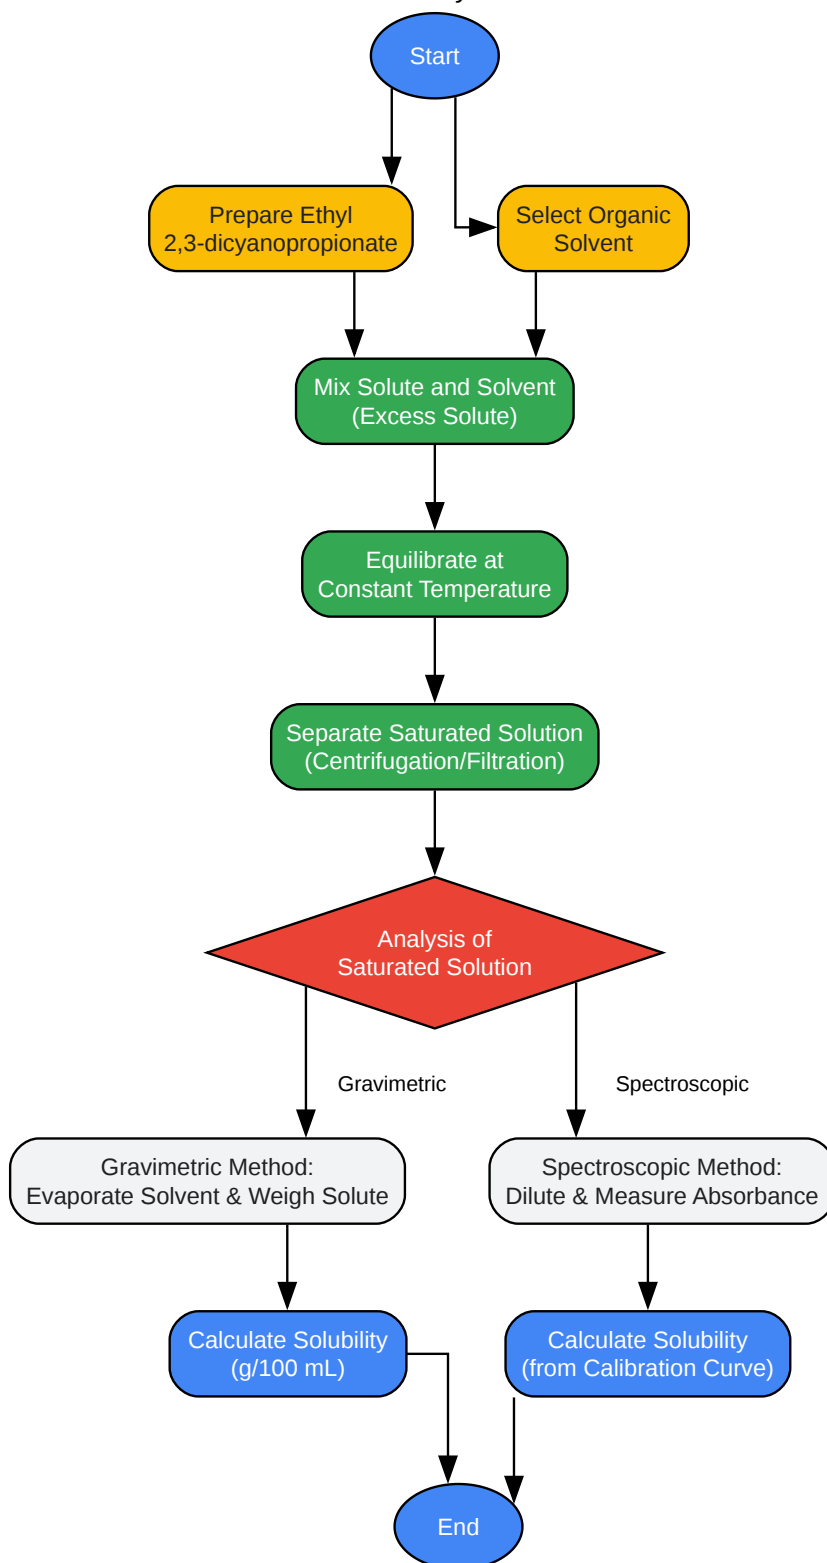 Start
Prepare Ethyl
2,3-dicyanopropionate
Select Organic
Solvent
Mix Solute and Solvent
(Excess Solute)
Equilibrate at
Constant Temperature
Separate Saturated Solution
(Centrifugation/Filtration)
Analysis of
Saturated Solution
Gravimetric
Spectroscopic
Gravimetric Method:
Evaporate Solvent & Weigh Solute
Spectroscopic Method:
Dilute & Measure Absorbance
Calculate Solubility
(g/100 mL)
Calculate Solubility
(from Calibration Curve)
End